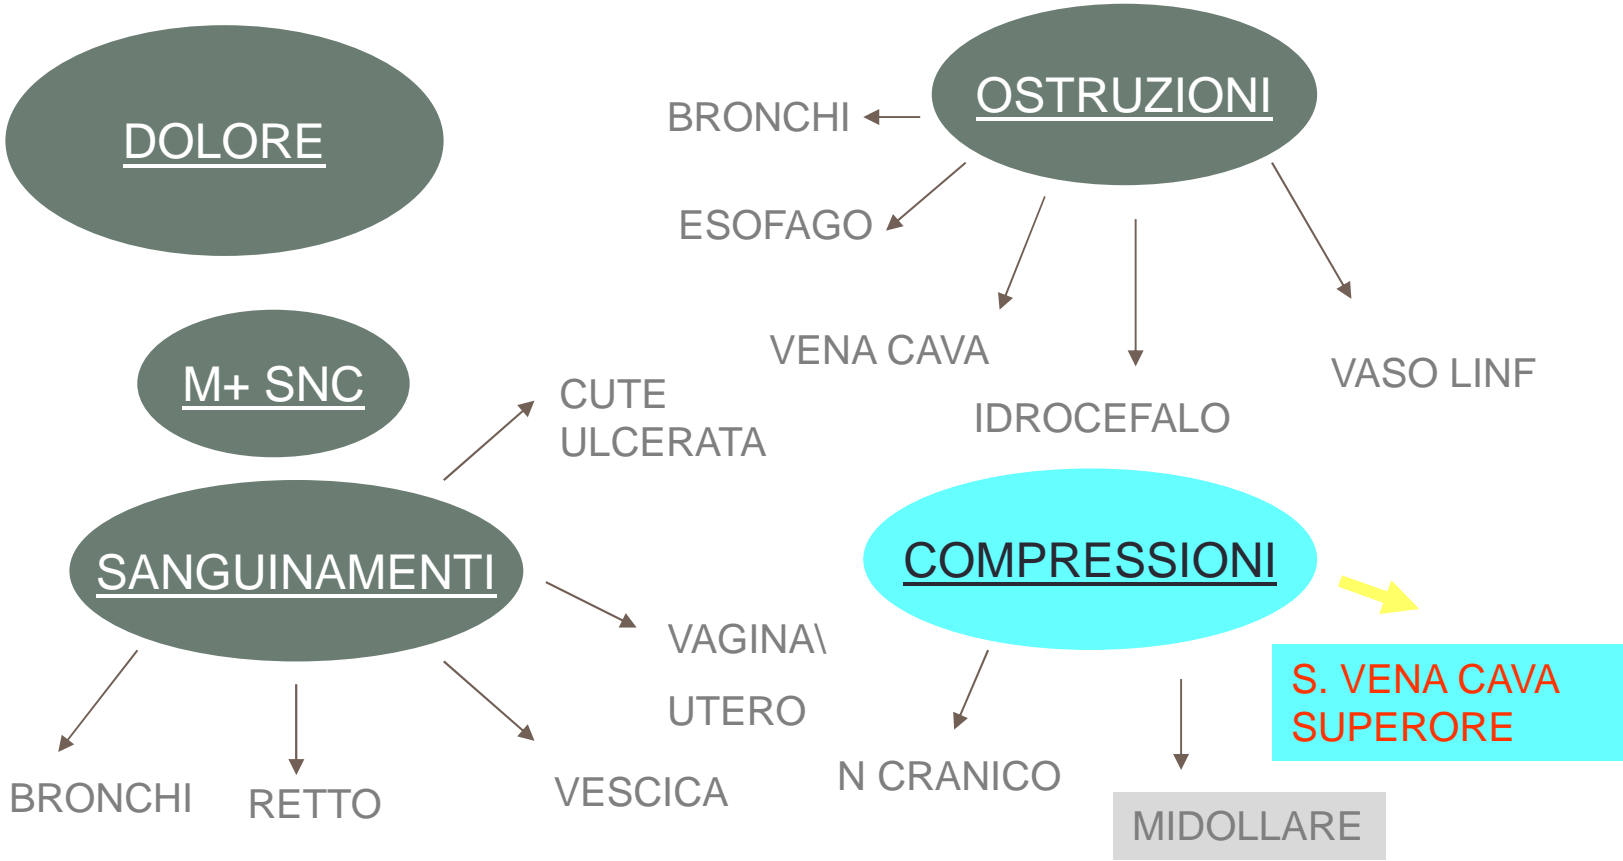 DOLORE
OSTRUZIONI
BRONCHI
ESOFAGO
VENA CAVA
IDROCEFALO
VASO LINF
M+ SNC
CUTE
ULCERATA
SANGUINAMENTI
VAGINA\
UTERO
BRONCHI
RETTO
VESCICA
COMPRESSIONI
S. VENA CAVA
SUPERORE
N CRANICO
MIDOLLARE